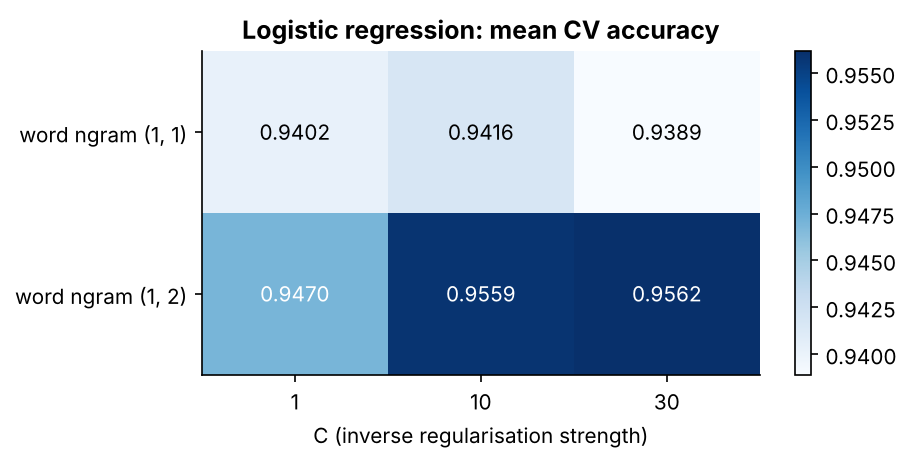 Logistic regression: mean CV accuracy
word ngram (1, 1)
0.9402 0.9416 0.9389
word ngram (1, 2)
0.9470 0.9559 0.9562
1 10 30
C (inverse regularisation strength)
0.9550
0.9525
0.9500
0.9475
0.9450
0.9425
0.9400